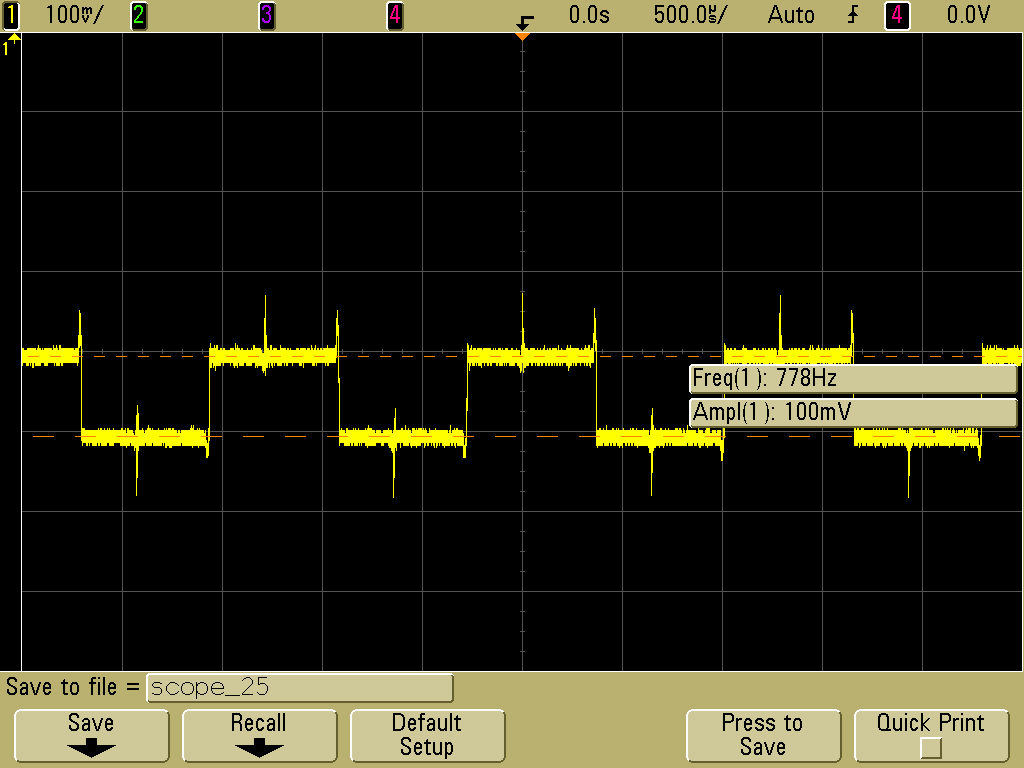 1 100mV/ 2 3 4 0.0s 500.0µs/ Auto 4 0.0V
1
Freq(1): 778Hz
Ampl(1): 100mV
Save to file = scope_25
Save Recall Default Setup Press to Save Quick Print